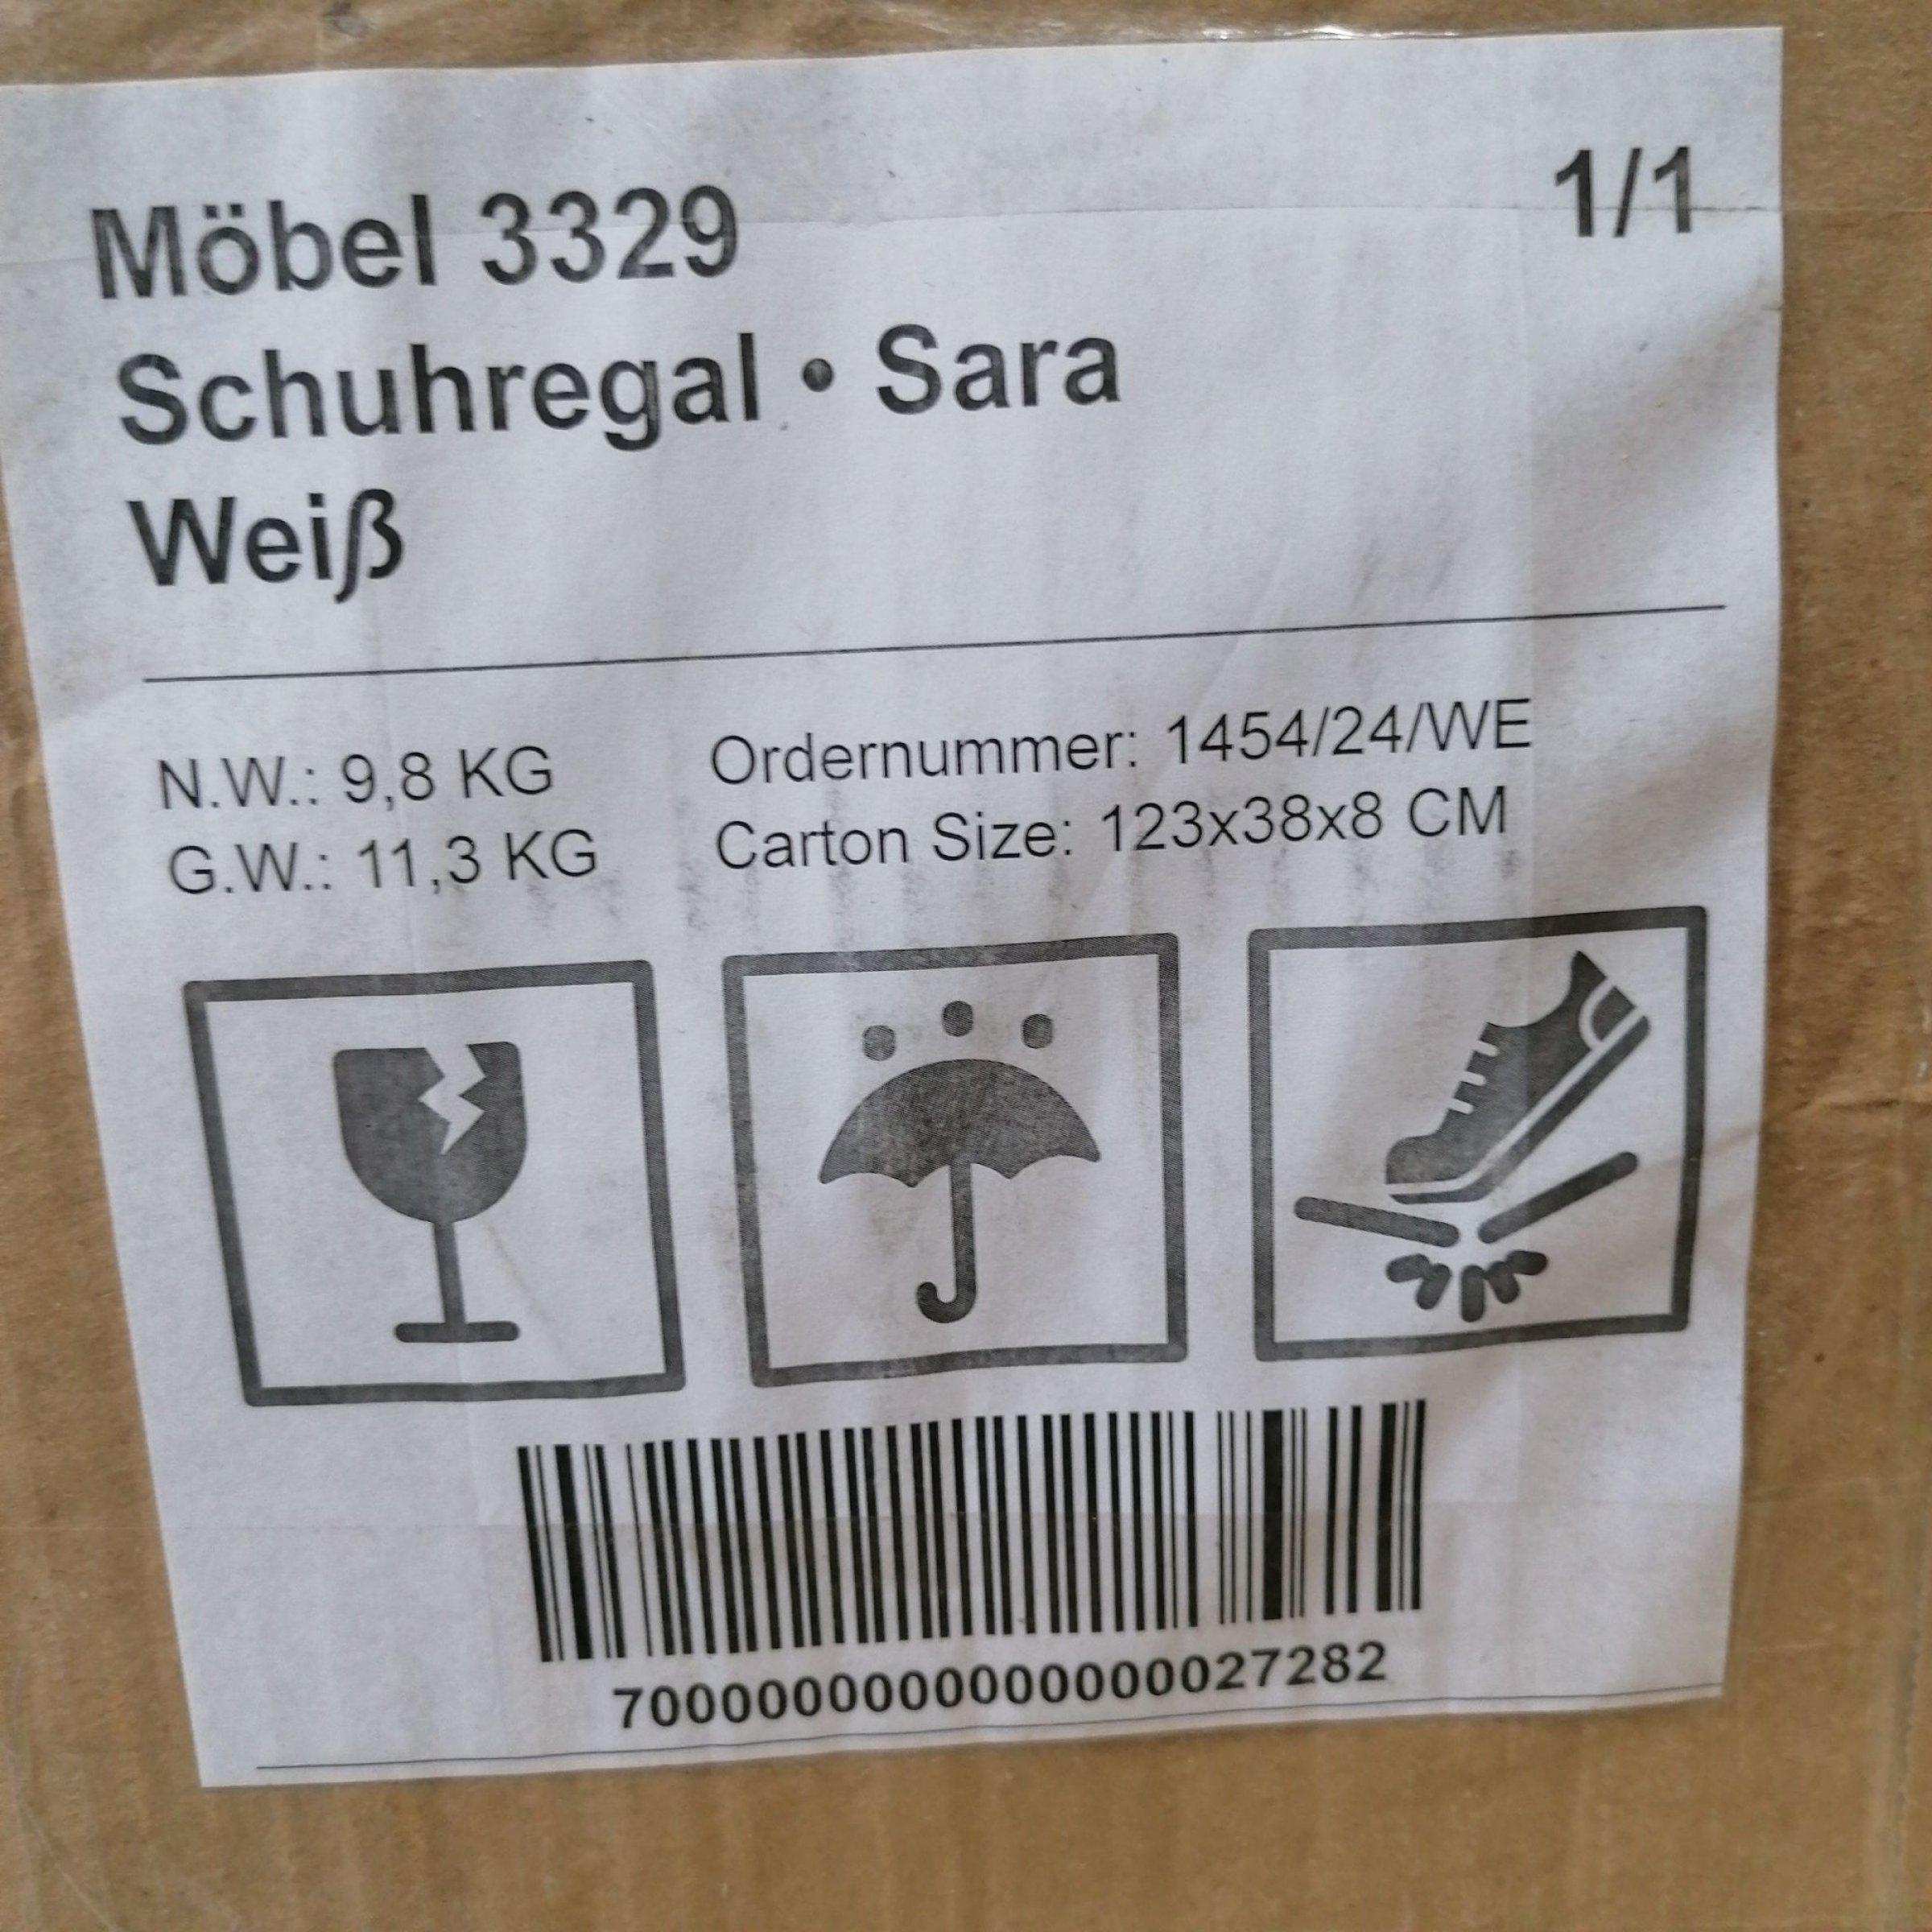 Möbel 3329
1/1
Schuhregal • Sara
Weiß
N.W.: 9,8 KG
Ordernummer: 1454/24/WE
G.W.: 11,3 KG
Carton Size: 123x38x8 CM
70000000000000000027282